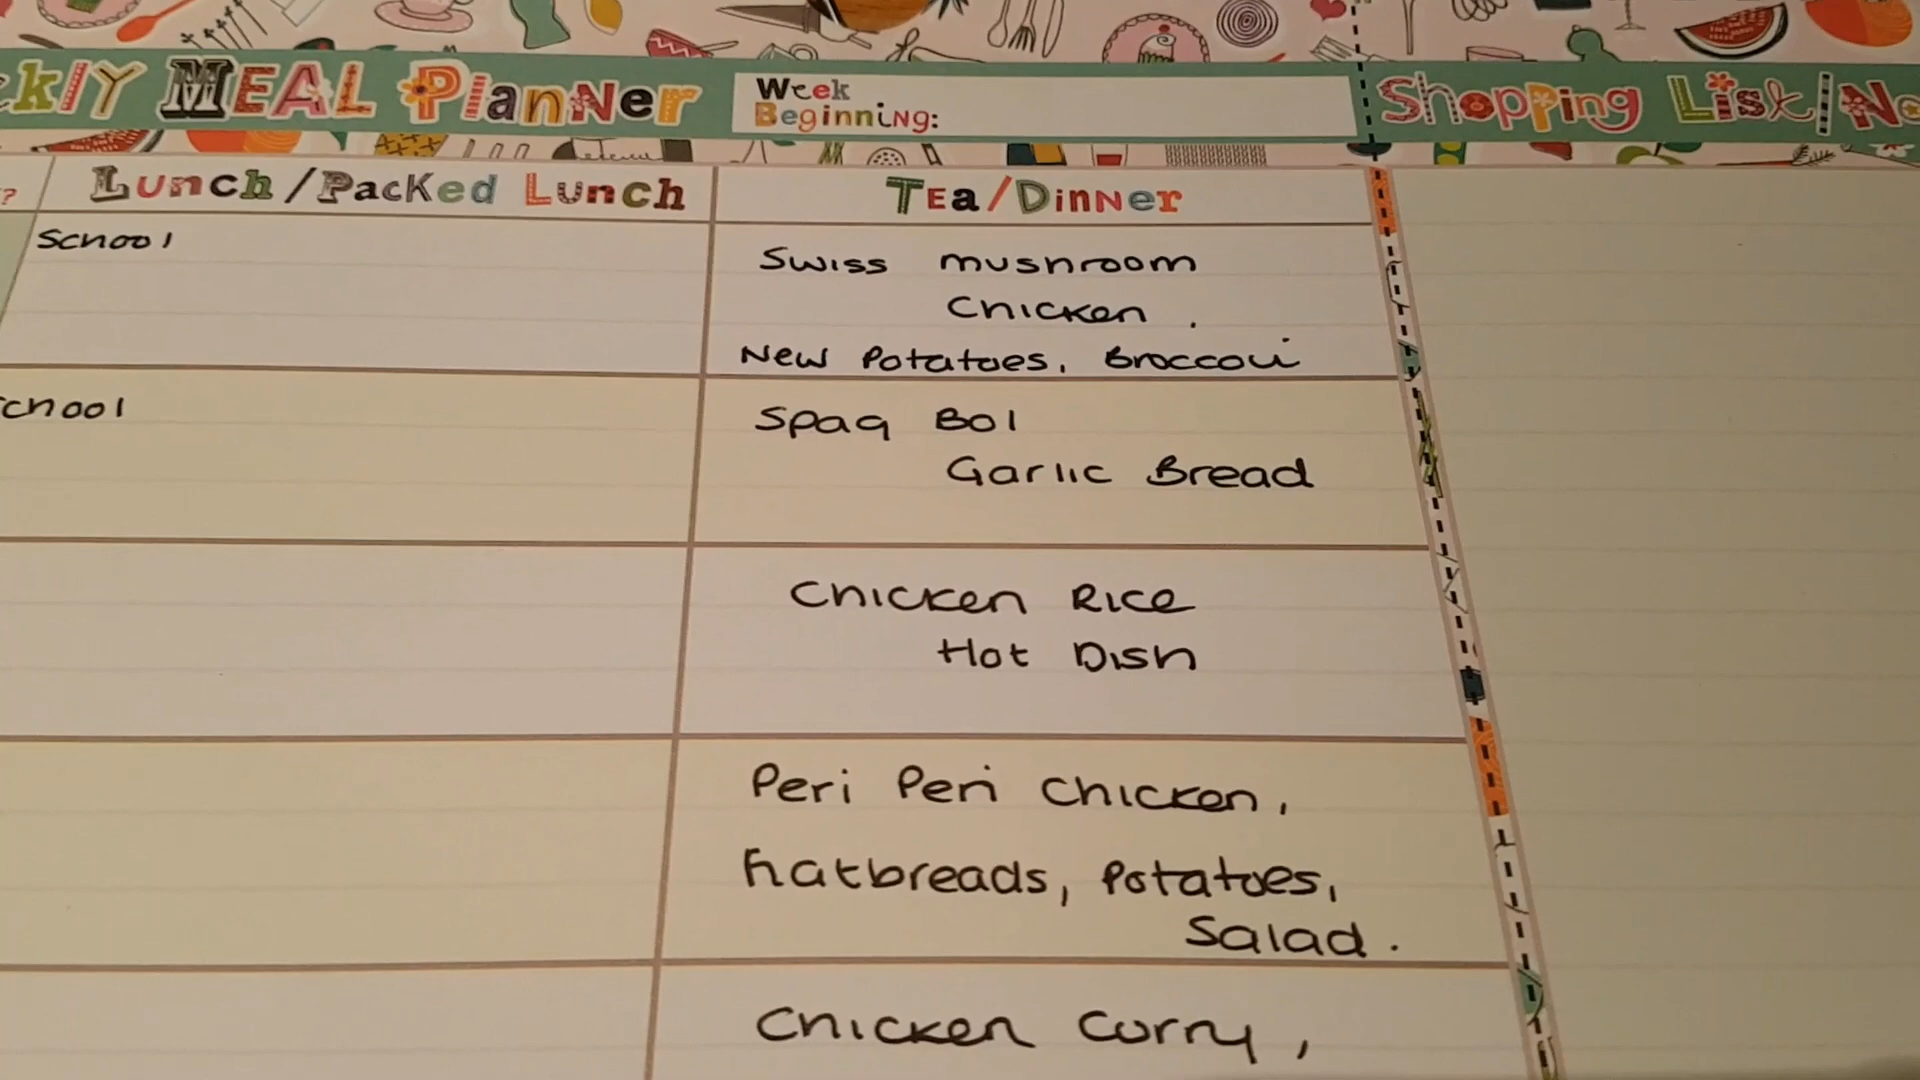 kly Meal Planner
Week Beginning:
Shopping List/No
?
Lunch/Packed Lunch
Tea/Dinner
School
Swiss mushroom
Chicken.
New Potatoes, Broccoli
chool
Spag Bol
Garlic Bread
Chicken Rice
Hot Dish
Peri Peri Chicken,
flatbreads, Potatoes,
Salad.
Chicken Curry,